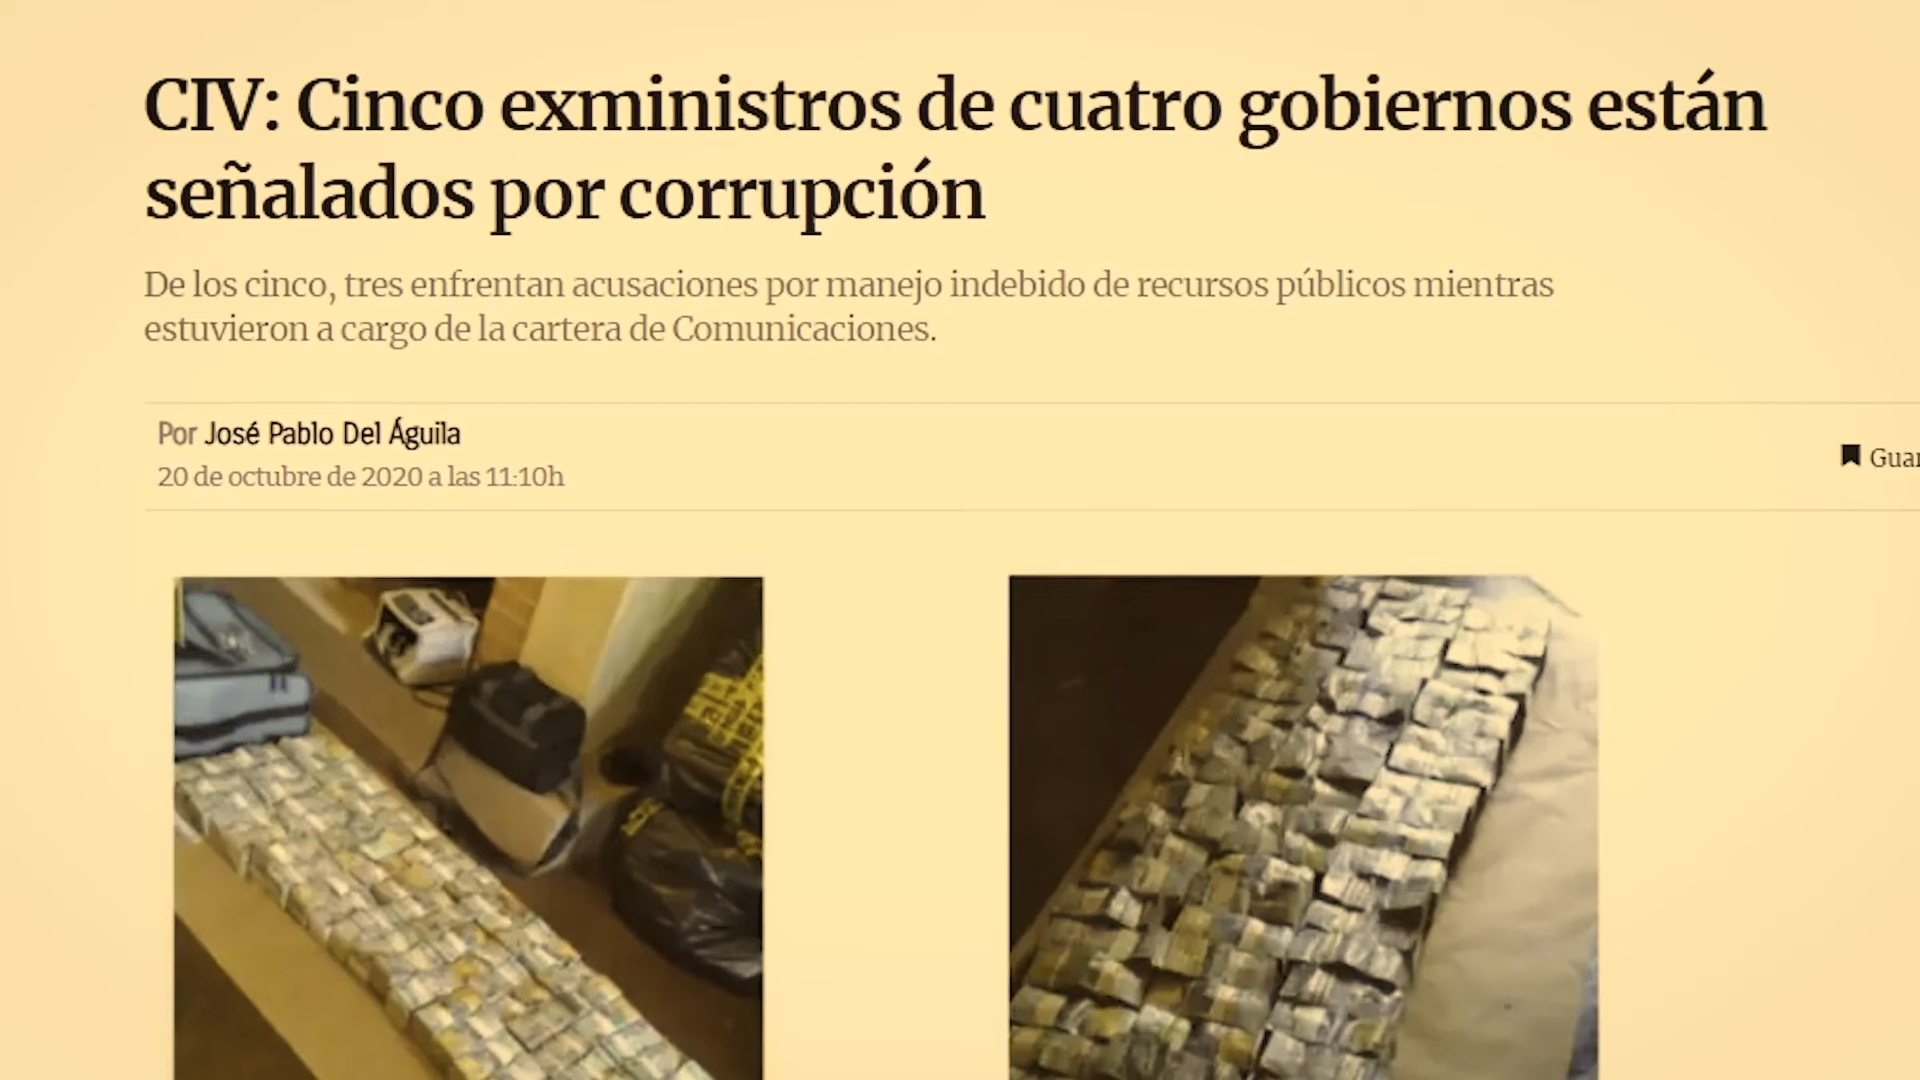 CIV: Cinco exministros de cuatro gobiernos están
señalados por corrupción
De los cinco, tres enfrentan acusaciones por manejo indebido de recursos públicos mientras
estuvieron a cargo de la cartera de Comunicaciones.
Por José Pablo Del Águila
20 de octubre de 2020 a las 11:10h